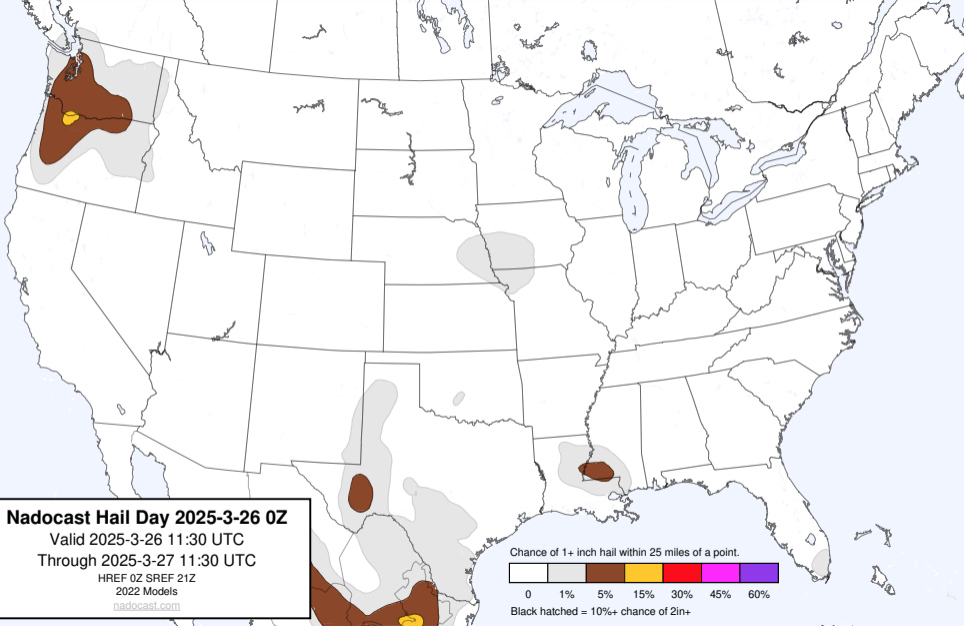 Nadocast Hail Day 2025-3-26 0Z
Valid 2025-3-26 11:30 UTC
Through 2025-3-27 11:30 UTC
HREF 0Z SREF 21Z
2022 Models
nadocast.com
Chance of 1+ inch hail within 25 miles of a point.
0 1% 5% 15% 30% 45% 60%
Black hatched = 10%+ chance of 2in+